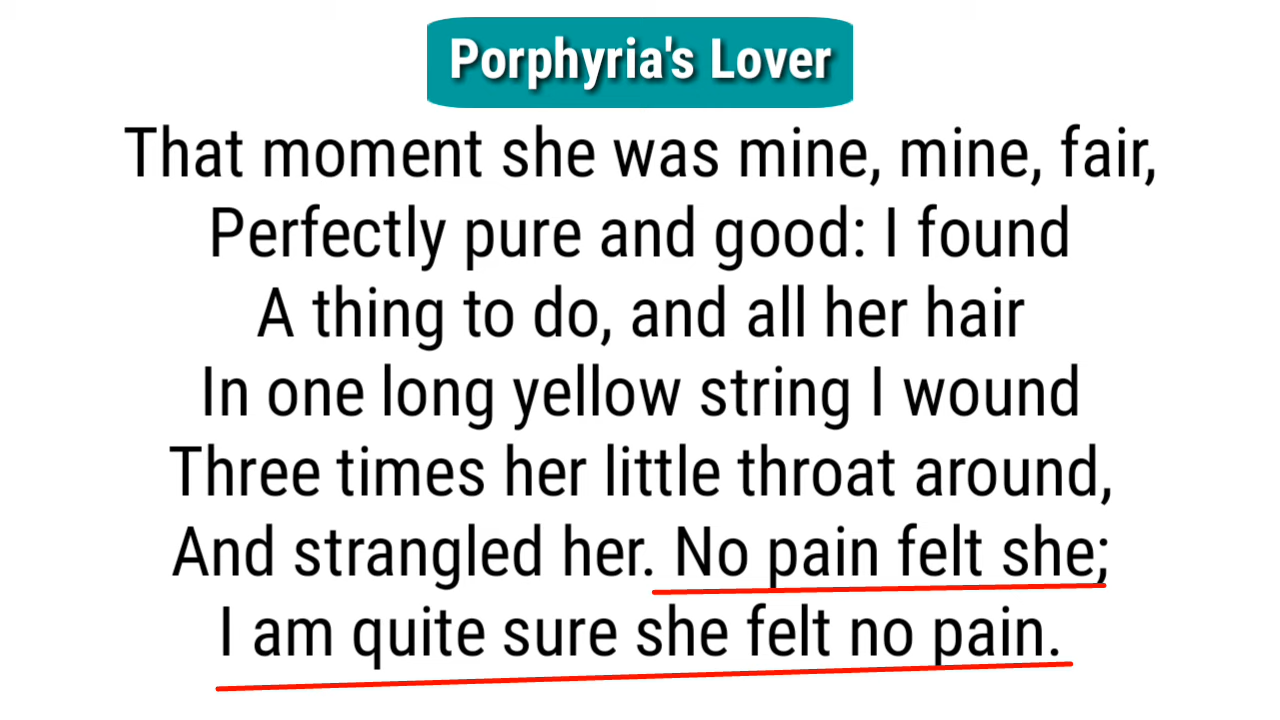 Porphyria's Lover
That moment she was mine, mine, fair,
Perfectly pure and good: I found
A thing to do, and all her hair
In one long yellow string I wound
Three times her little throat around,
And strangled her. No pain felt she;
I am quite sure she felt no pain.